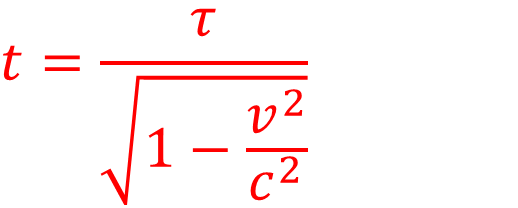 t = τ / √(1 − v²/c²)